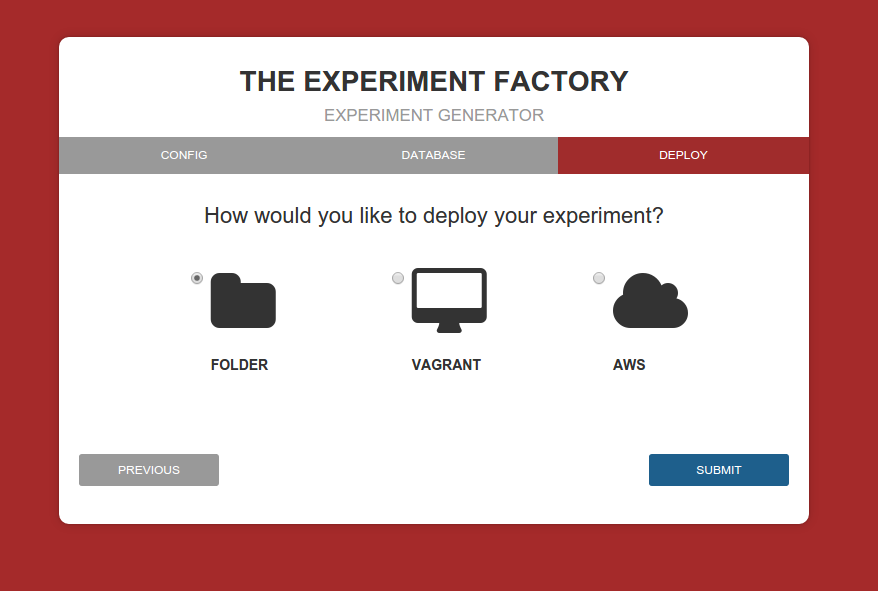 THE EXPERIMENT FACTORY
EXPERIMENT GENERATOR
CONFIG DATABASE DEPLOY
How would you like to deploy your experiment?
FOLDER VAGRANT AWS
PREVIOUS SUBMIT